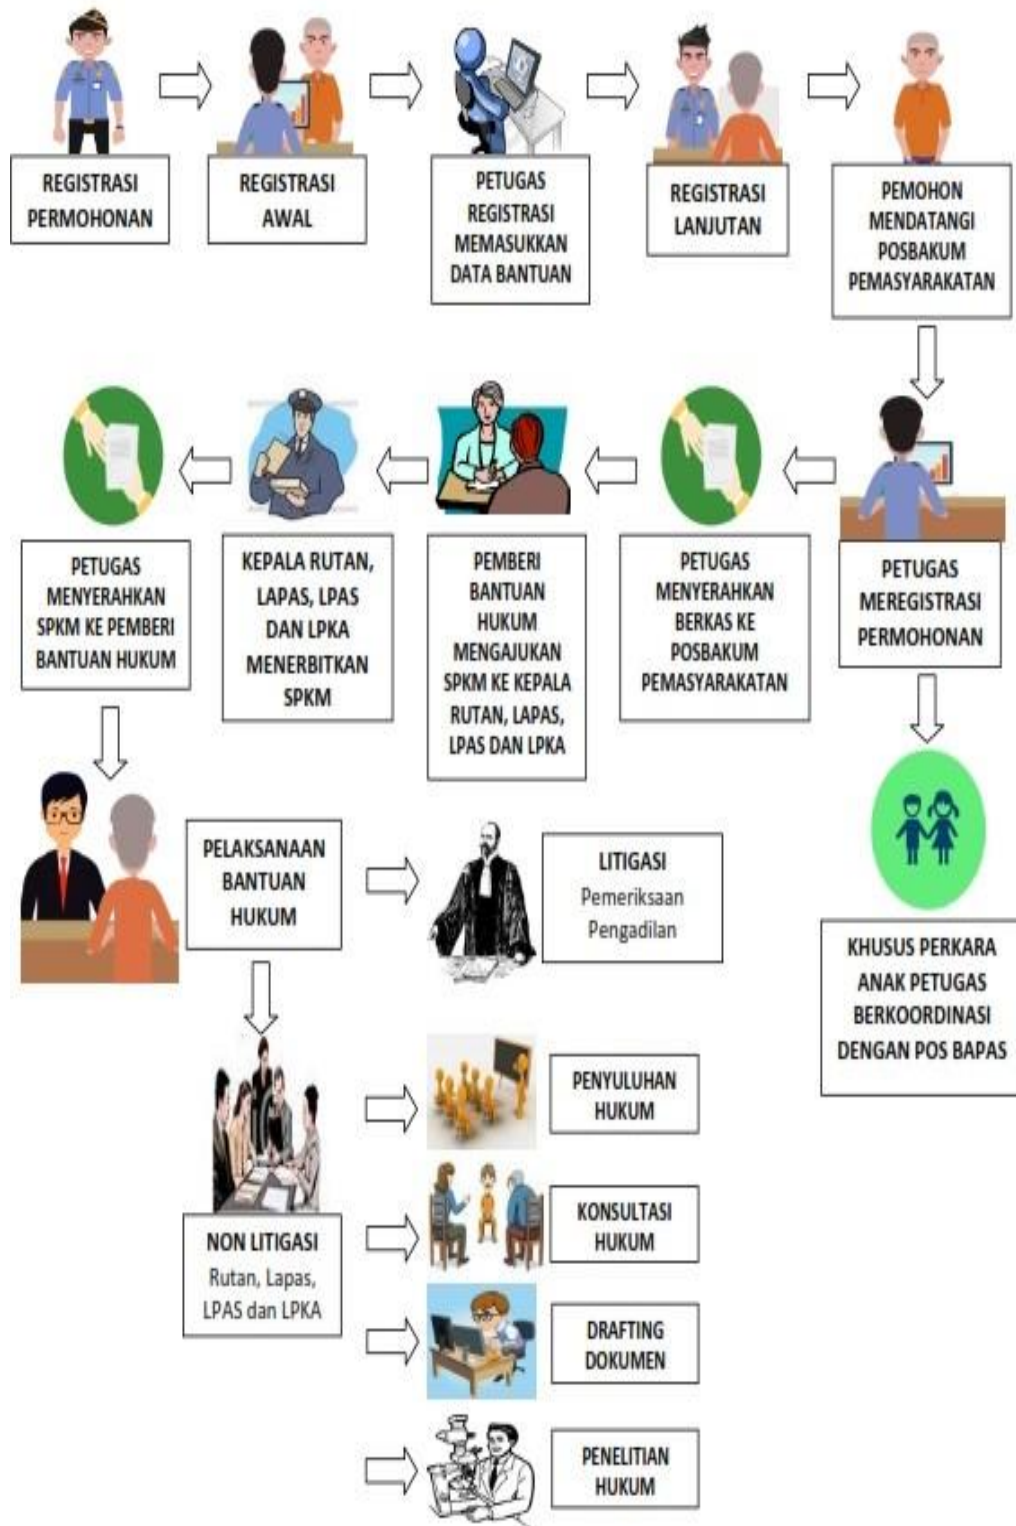 REGISTRASI
PERMOHONAN
REGISTRASI
AWAL
PETUGAS
REGISTRASI
MEMASUKKAN
DATA BANTUAN
REGISTRASI
LANJUTAN
PEMOHON
MENDATANGI
POSBAKUM
PEMASYARAKATAN
PETUGAS
MEREGISTRASI
PERMOHONAN
PETUGAS
MENYERAHKAN
BERKAS KE
POSBAKUM
PEMASYARAKATAN
PEMBERI
BANTUAN
HUKUM
MENGAJUKAN
SPKM KE KEPALA
RUTAN, LAPAS,
LPAS DAN LPKA
KEPALA RUTAN,
LAPAS, LPAS
DAN LPKA
MENERBITKAN
SPKM
PETUGAS
MENYERAHKAN
SPKM KE PEMBERI
BANTUAN HUKUM
KHUSUS PERKARA
ANAK PETUGAS
BERKOORDINASI
DENGAN POS BAPAS
PELAKSANAAN
BANTUAN
HUKUM
LITIGASI
Pemeriksaan
Pengadilan
NON LITIGASI
Rutan, Lapas,
LPAS dan LPKA
PENYULUHAN
HUKUM
KONSULTASI
HUKUM
DRAFTING
DOKUMEN
PENELITIAN
HUKUM